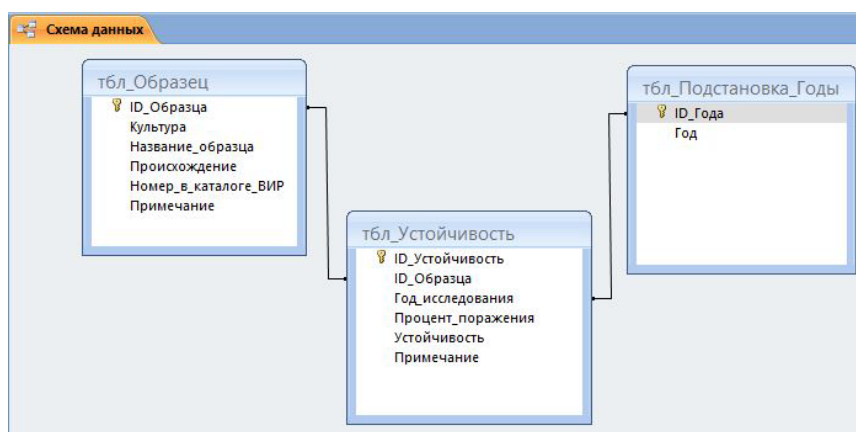 Схема данных
тбл_Образец
ID_Образца
Культура
Название_образца
Происхождение
Номер_в_каталоге_ВИР
Примечание
тбл_Устойчивость
ID_Устойчивость
ID_Образца
Год_исследования
Процент_поражения
Устойчивость
Примечание
тбл_Подстановка_Годы
ID_Года
Год